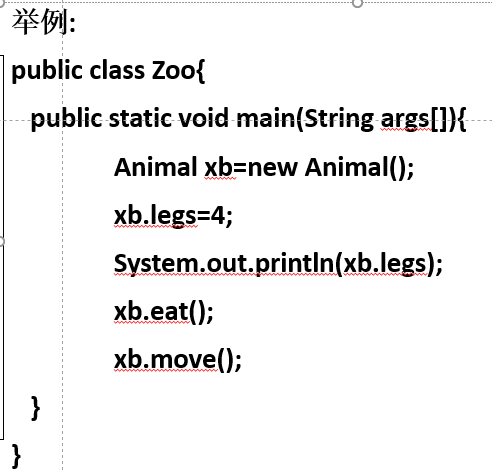 举例:
public class Zoo{
public static void main(String args[]){
Animal xb=new Animal();
xb.legs=4;
System.out.println(xb.legs);
xb.eat();
xb.move();
}
}